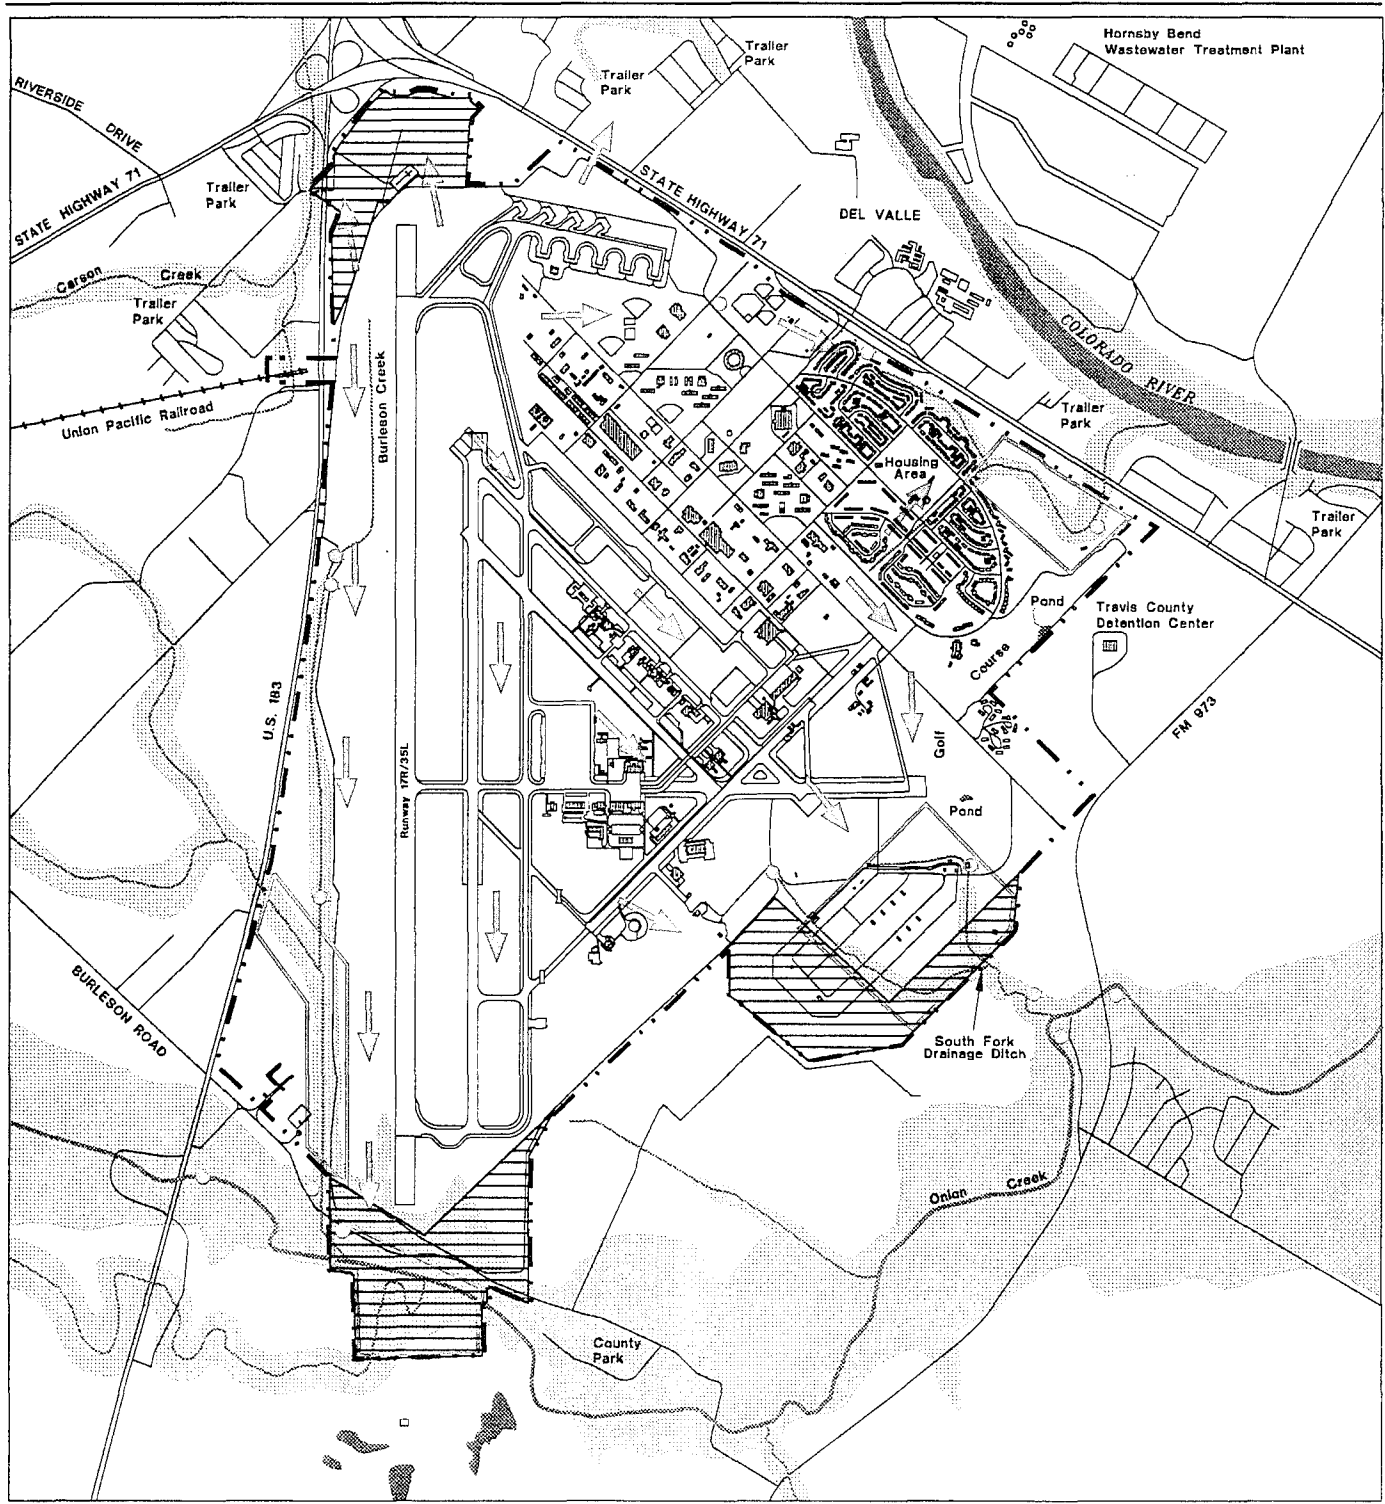 Hornsby Bend
Wastewater Treatment Plant
Trailer
Park
Trailer
Park
RIVERSIDE
DRIVE
STATE HIGHWAY 71
Trailer
Park
STATE HIGHWAY 71
DEL VALLE
Carson
Creek
Trailer
Park
COLORADO RIVER
Burleson Creek
Union Pacific Railroad
Trailer
Park
Housing
Area
Trailer
Park
Pond
Travis County
Detention Center
Course
U.S. 183
FM 973
Golf
Runway 17R/35L
Pond
BURLESON ROAD
South Fork
Drainage Ditch
Onion
Creek
County
Park